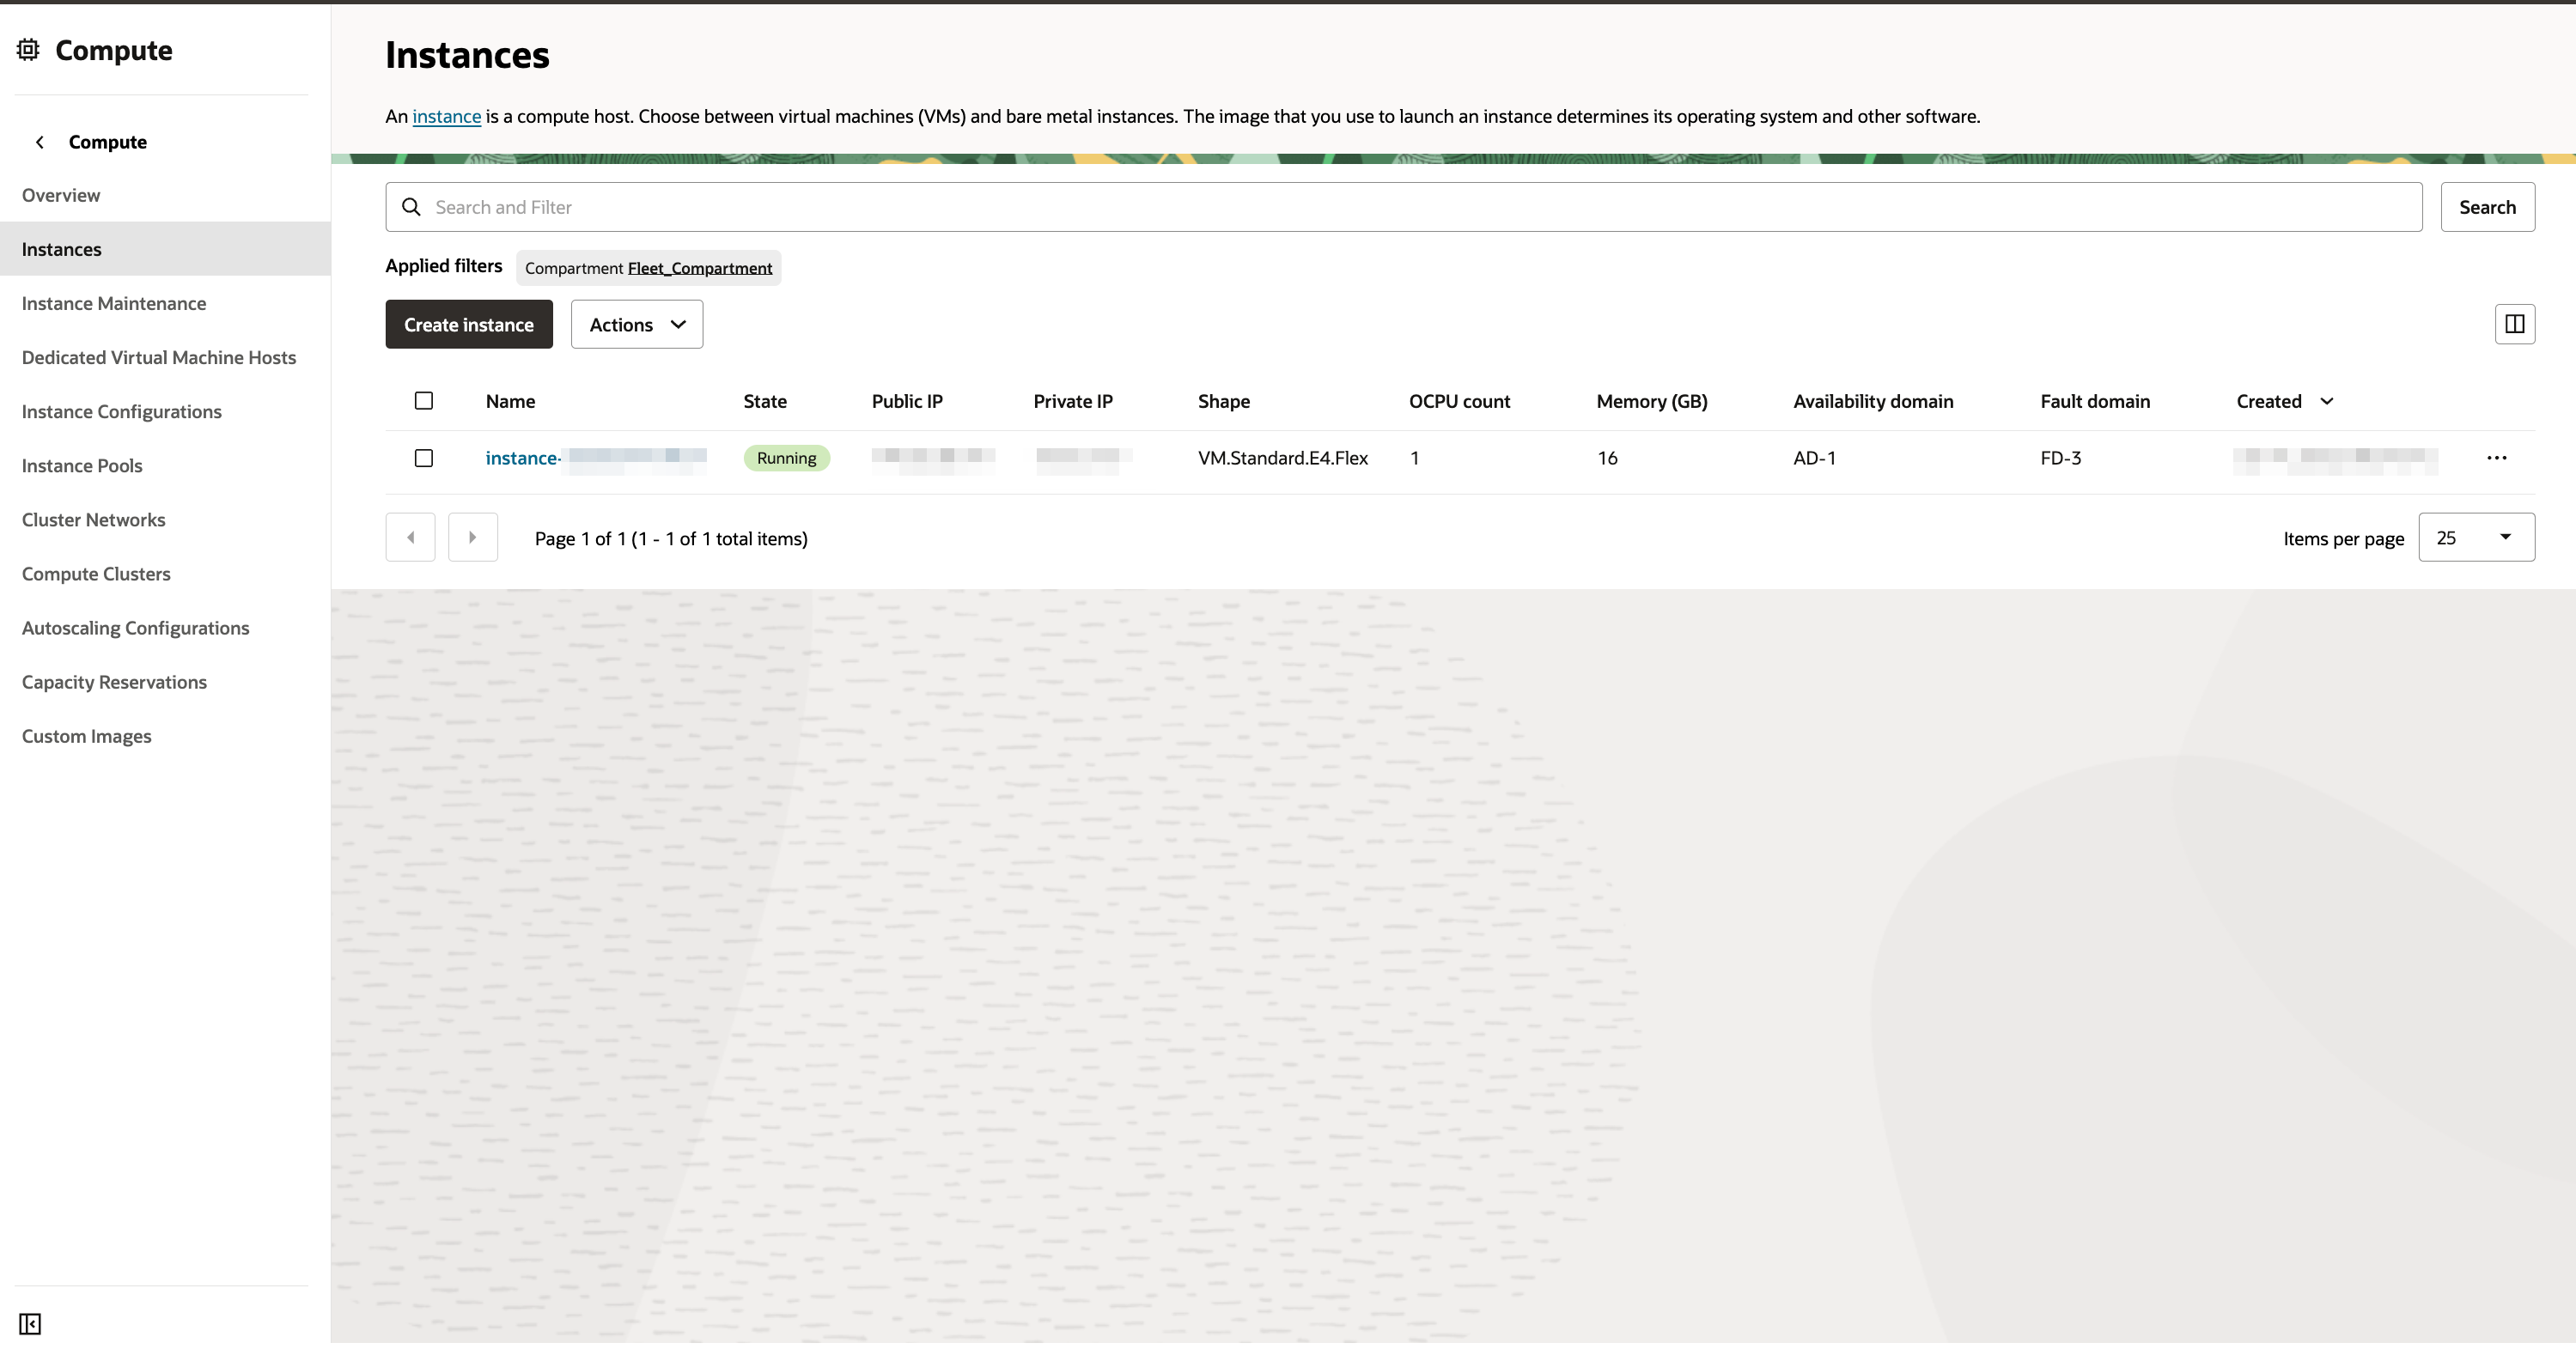 Compute
Compute
Overview
Instances
Instance Maintenance
Dedicated Virtual Machine Hosts
Instance Configurations
Instance Pools
Cluster Networks
Compute Clusters
Autoscaling Configurations
Capacity Reservations
Custom Images
Instances
An instance is a compute host. Choose between virtual machines (VMs) and bare metal instances. The image that you use to launch an instance determines its operating system and other software.
Search and Filter
Search
Applied filters Compartment Fleet_Compartment
Create instance Actions
Name State Public IP Private IP Shape OCPU count Memory (GB) Availability domain Fault domain Created
instance- Running VM.Standard.E4.Flex 1 16 AD-1 FD-3
Page 1 of 1 (1 - 1 of 1 total items) Items per page 25